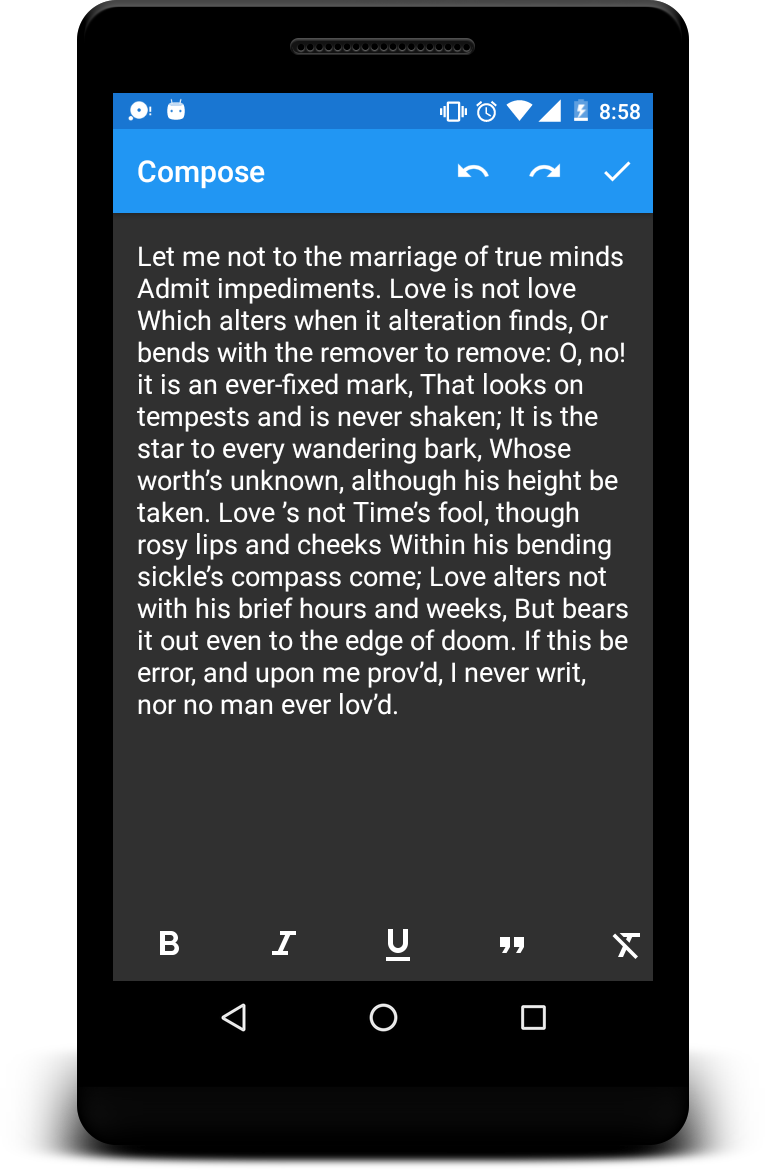 8:58
Compose
Let me not to the marriage of true minds
Admit impediments. Love is not love
Which alters when it alteration finds, Or
bends with the remover to remove: O, no!
it is an ever-fixed mark, That looks on
tempests and is never shaken; It is the
star to every wandering bark, Whose
worth’s unknown, although his height be
taken. Love ’s not Time’s fool, though
rosy lips and cheeks Within his bending
sickle’s compass come; Love alters not
with his brief hours and weeks, But bears
it out even to the edge of doom. If this be
error, and upon me prov’d, I never writ,
nor no man ever lov’d.
B I U